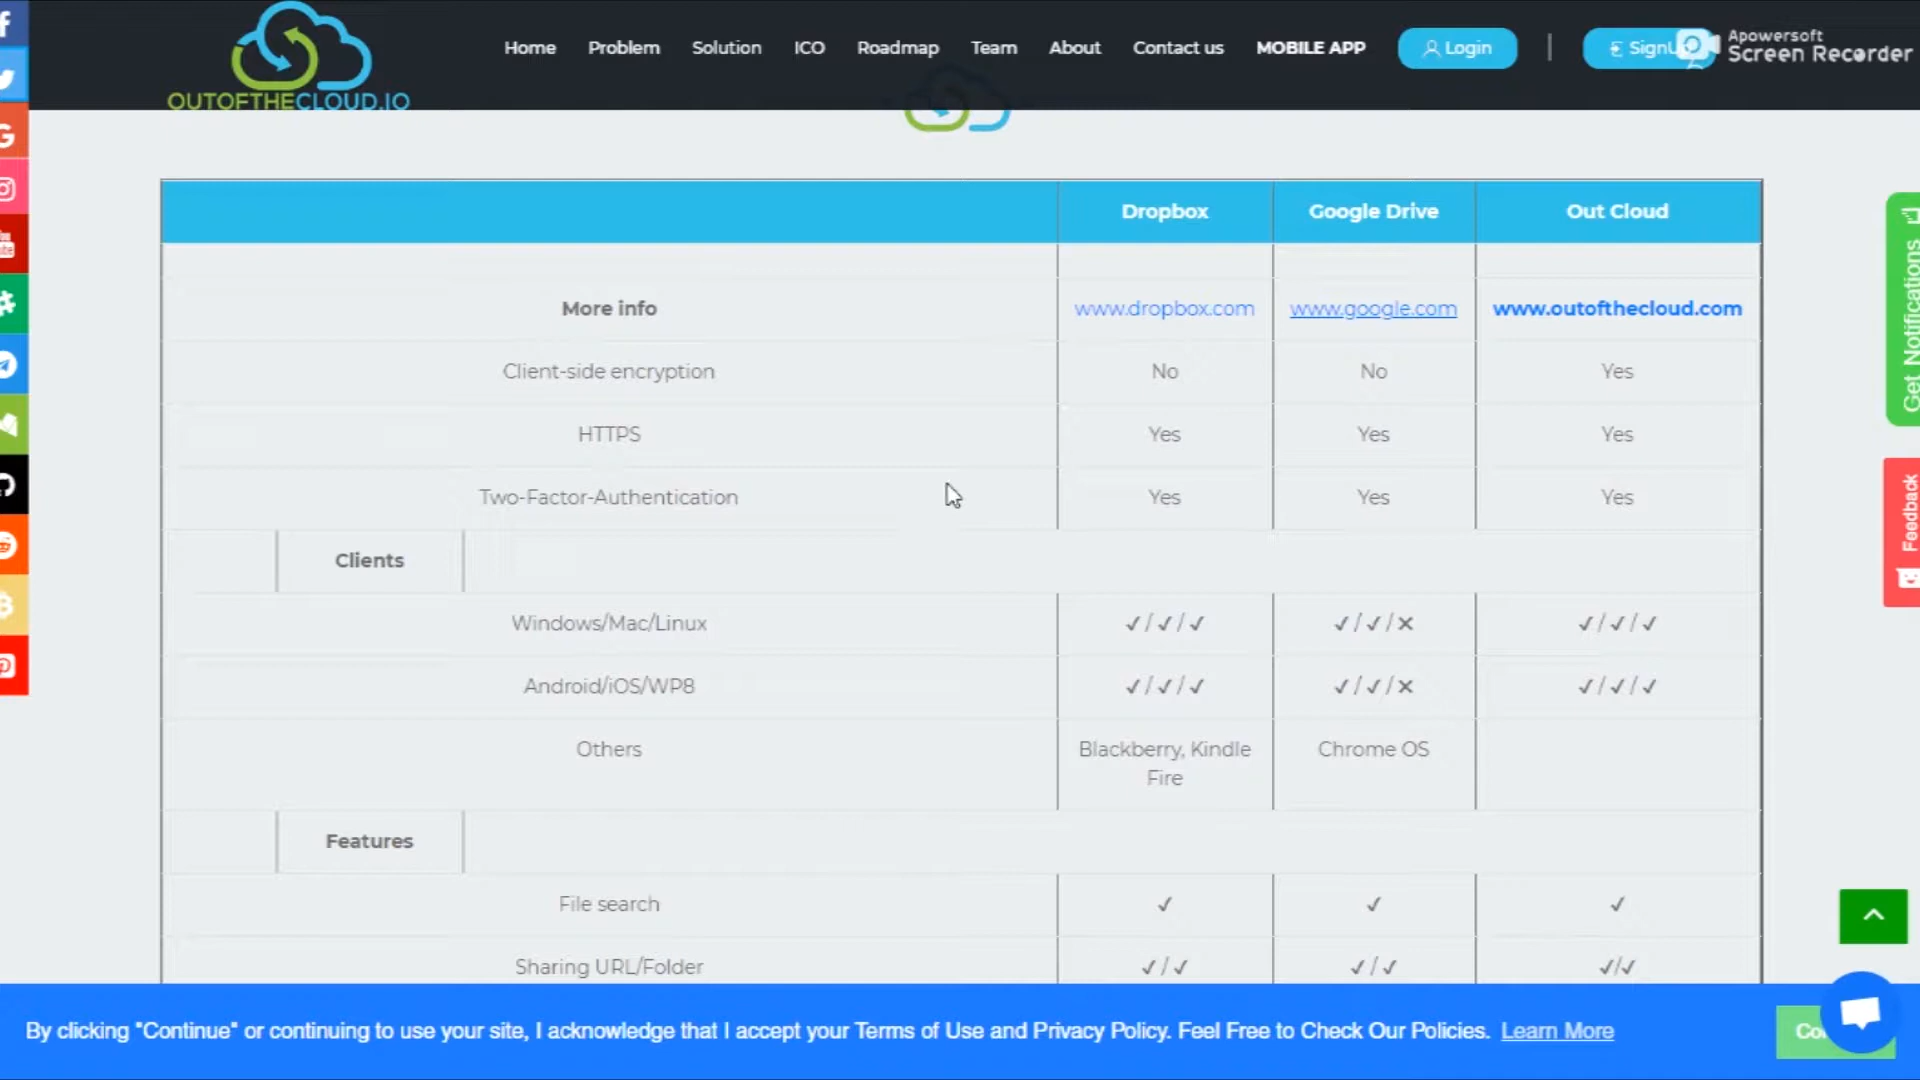 Home Problem Solution ICO Roadmap Team About Contact us MOBILE APP Login
Apowersoft
Screen Recorder
OUTOFTHECLOUD.IO
Dropbox Google Drive Out Cloud
More info www.dropbox.com www.google.com www.outofthecloud.com
Client-side encryption No No Yes
HTTPS Yes Yes Yes
Two-Factor-Authentication Yes Yes Yes
Clients
Windows/Mac/Linux ✓/✓/✓ ✓/✓/✕ ✓/✓/✓
Android/iOS/WP8 ✓/✓/✓ ✓/✓/✕ ✓/✓/✓
Others Blackberry, Kindle Chrome OS
Fire
Features
File search ✓ ✓ ✓
Sharing URL/Folder ✓/✓ ✓/✓ ✓/✓
Get Notifications
Feedback
By clicking "Continue" or continuing to use your site, I acknowledge that I accept your Terms of Use and Privacy Policy. Feel Free to Check Our Policies. Learn More